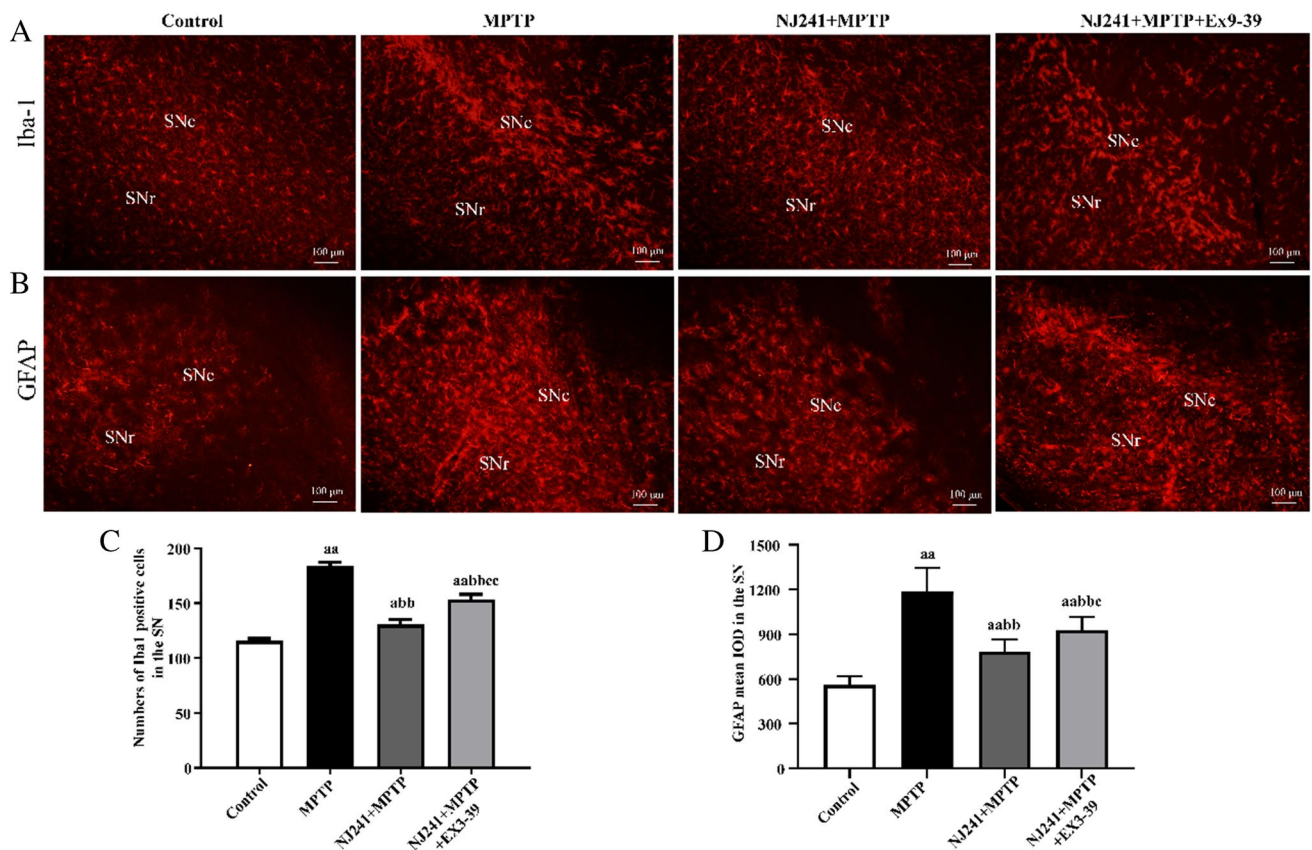 Control MPTP NJ241+MPTP NJ241+MPTP+Ex9-39
A
Iba-1
SNc SNc SNc SNc
SNr SNr SNr SNr
100 μm 100 μm 100 μm 100 μm
B
GFAP
SNc SNc SNc SNc
SNr SNr SNr SNr
100 μm 100 μm 100 μm 100 μm
C
Numbers of Iba1 positive cells
in the SN
200
150
100
50
0
aa
abb
aabbcc
Control
MPTP
NJ241+MPTP
NJ241+MPTP
+EX3-39
D
GFAP mean IOD in the SN
1500
1200
900
600
300
0
aa
aabb
aabbc
Control
MPTP
NJ241+MPTP
NJ241+MPTP
+EX3-39